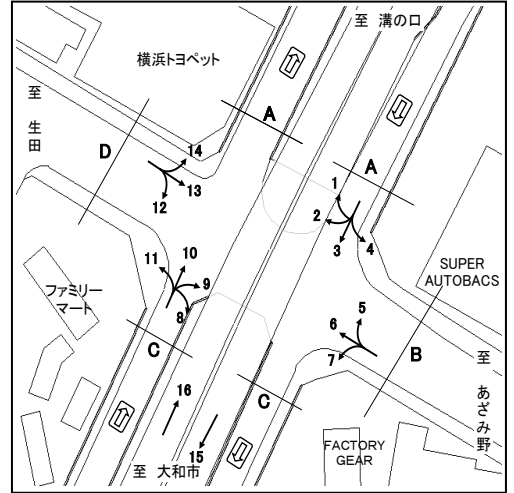 至 溝の口
横浜トヨペット
至 生田
A
D
14
13
12
A
1
2
3
4
11
10
9
8
ファミリー
マート
SUPER
AUTOBACS
5
6
7
B
C
C
至 あざみ野
16
15
至 大和市
FACTORY
GEAR